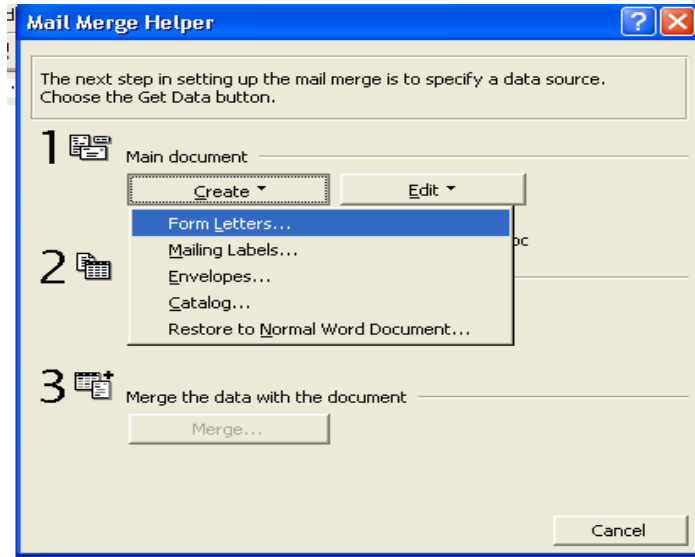 Mail Merge Helper
The next step in setting up the mail merge is to specify a data source.
Choose the Get Data button.
1
Main document
Create
Edit
Form Letters...
Mailing Labels...
2
Envelopes...
Catalog...
Restore to Normal Word Document...
3
Merge the data with the document
Merge...
Cancel